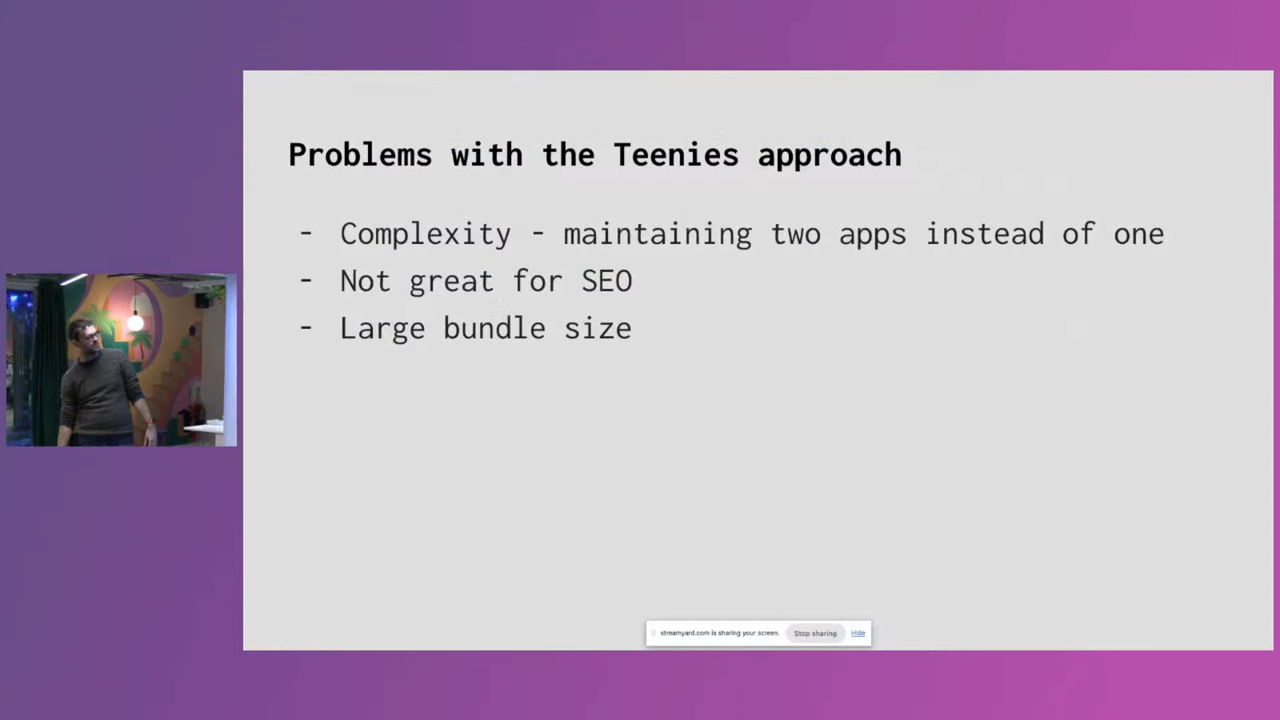 Problems with the Teenies approach
- Complexity - maintaining two apps instead of one
- Not great for SEO
- Large bundle size
streamyard.com is sharing your screen. Stop sharing Hide